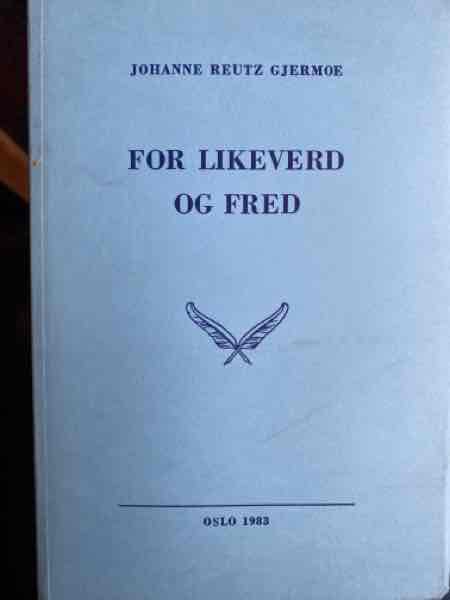 JOHANNE REUTZ GJERMOE
FOR LIKEVERD
OG FRED
OSLO 1983